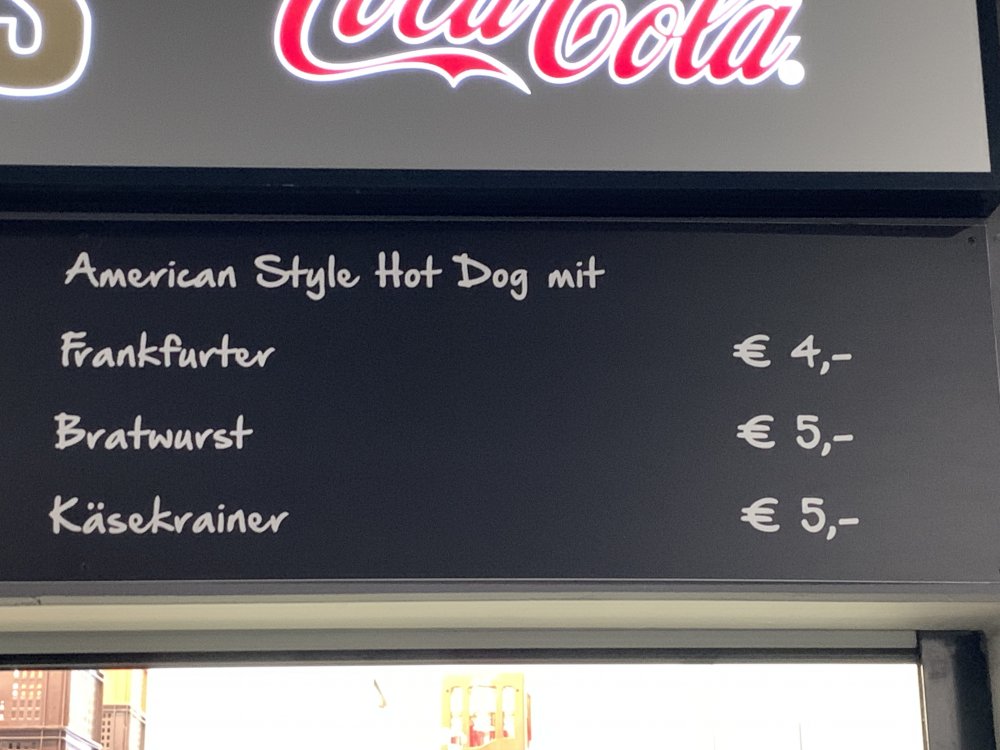 Coca-Cola
American Style Hot Dog mit
Frankfurter € 4,-
Bratwurst € 5,-
Käsekrainer € 5,-